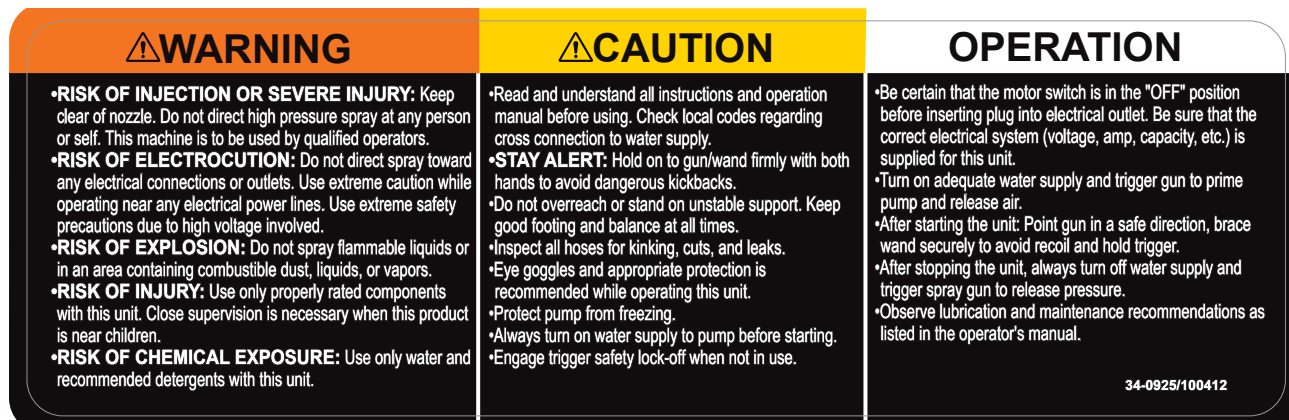 ⚠WARNING
•RISK OF INJECTION OR SEVERE INJURY: Keep
clear of nozzle. Do not direct high pressure spray at any person
or self. This machine is to be used by qualified operators.
•RISK OF ELECTROCUTION: Do not direct spray toward
any electrical connections or outlets. Use extreme caution while
operating near any electrical power lines. Use extreme safety
precautions due to high voltage involved.
•RISK OF EXPLOSION: Do not spray flammable liquids or
in an area containing combustible dust, liquids, or vapors.
•RISK OF INJURY: Use only properly rated components
with this unit. Close supervision is necessary when this product
is near children.
•RISK OF CHEMICAL EXPOSURE: Use only water and
recommended detergents with this unit.
⚠CAUTION
•Read and understand all instructions and operation
manual before using. Check local codes regarding
cross connection to water supply.
•STAY ALERT: Hold on to gun/wand firmly with both
hands to avoid dangerous kickbacks.
•Do not overreach or stand on unstable support. Keep
good footing and balance at all times.
•Inspect all hoses for kinking, cuts, and leaks.
•Eye goggles and appropriate protection is
recommended while operating this unit.
•Protect pump from freezing.
•Always turn on water supply to pump before starting.
•Engage trigger safety lock-off when not in use.
OPERATION
•Be certain that the motor switch is in the "OFF" position
before inserting plug into electrical outlet. Be sure that the
correct electrical system (voltage, amp, capacity, etc.) is
supplied for this unit.
•Turn on adequate water supply and trigger gun to prime
pump and release air.
•After starting the unit: Point gun in a safe direction, brace
wand securely to avoid recoil and hold trigger.
•After stopping the unit, always turn off water supply and
trigger spray gun to release pressure.
•Observe lubrication and maintenance recommendations as
listed in the operator's manual.
34-0925/100412